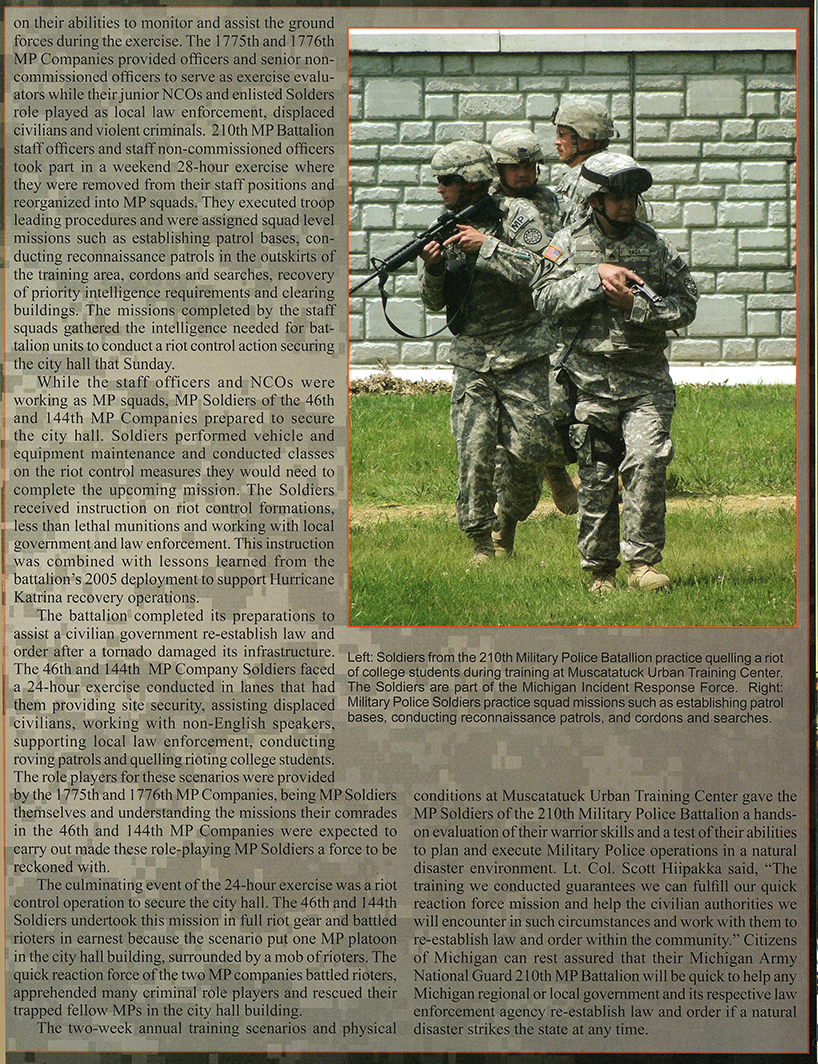 on their abilities to monitor and assist the ground
forces during the exercise. The 1775th and 1776th
MP Companies provided officers and senior non-
commissioned officers to serve as exercise evalu-
ators while their junior NCOs and enlisted Solders
role played as local law enforcement, displaced
civilians and violent criminals. 210th MP Battalion
staff officers and staff non-commissioned officers
took part in a weekend 28-hour exercise where
they were removed from their staff positions and
reorganized into MP squads. They executed troop
leading procedures and were assigned squad level
missions such as establishing patrol bases, con-
ducting reconnaissance patrols in the outskirts of
the training area, cordons and searches, recovery
of priority intelligence requirements and clearing
buildings. The missions completed by the staff
squads gathered the intelligence needed for bat-
talion units to conduct a riot control action securing
the city hall that Sunday.
While the staff officers and NCOs were
working as MP squads, MP Soldiers of the 46th
and 144th MP Companies prepared to secure
the city hall. Soldiers performed vehicle and
equipment maintenance and conducted classes
on the riot control measures they would need to
complete the upcoming mission. The Soldiers
received instruction on riot control formations,
less than lethal munitions and working with local
government and law enforcement. This instruction
was combined with lessons learned from the
battalion's 2005 deployment to support Hurricane
Katrina recovery operations.
The battalion completed its preparations to
assist a civilian government re-establish law and
order after a tornado damaged its infrastructure.
The 46th and 144th MP Company Soldiers faced
a 24-hour exercise conducted in lanes that had
them providing site security, assisting displaced
civilians, working with non-English speakers,
supporting local law enforcement, conducting
roving patrols and quelling rioting college students.
The role players for these scenarios were provided
by the 1775th and 1776th MP Companies, being MP Soldiers
themselves and understanding the missions their comrades
in the 46th and 144th MP Companies were expected to
carry out made these role-playing MP Soldiers a force to be
reckoned with.
The culminating event of the 24-hour exercise was a riot
control operation to secure the city hall. The 46th and 144th
Soldiers undertook this mission in full riot gear and battled
rioters in earnest because the scenario put one MP platoon
in the city hall building, surrounded by a mob of rioters. The
quick reaction force of the two MP companies battled rioters,
apprehended many criminal role players and rescued their
trapped fellow MPs in the city hall building.
The two-week annual training scenarios and physical
MP
Left: Soldiers from the 210th Military Police Batallion practice quelling a riot
of college students during training at Muscatatuck Urban Training Center.
The Soldiers are part of the Michigan Incident Response Force. Right:
Military Police Soldiers practice squad missions such as establishing patrol
bases, conducting reconnaissance patrols, and cordons and searches.
conditions at Muscatatuck Urban Training Center gave the
MP Soldiers of the 210th Military Police Battalion a hands-
on evaluation of their warrior skills and a test of their abilities
to plan and execute Military Police operations in a natural
disaster environment. Lt. Col. Scott Hiipakka said, “The
training we conducted guarantees we can fulfill our quick
reaction force mission and help the civilian authorities we
will encounter in such circumstances and work with them to
re-establish law and order within the community.” Citizens
of Michigan can rest assured that their Michigan Army
National Guard 210th MP Battalion will be quick to help any
Michigan regional or local government and its respective law
enforcement agency re-establish law and order if a natural
disaster strikes the state at any time.